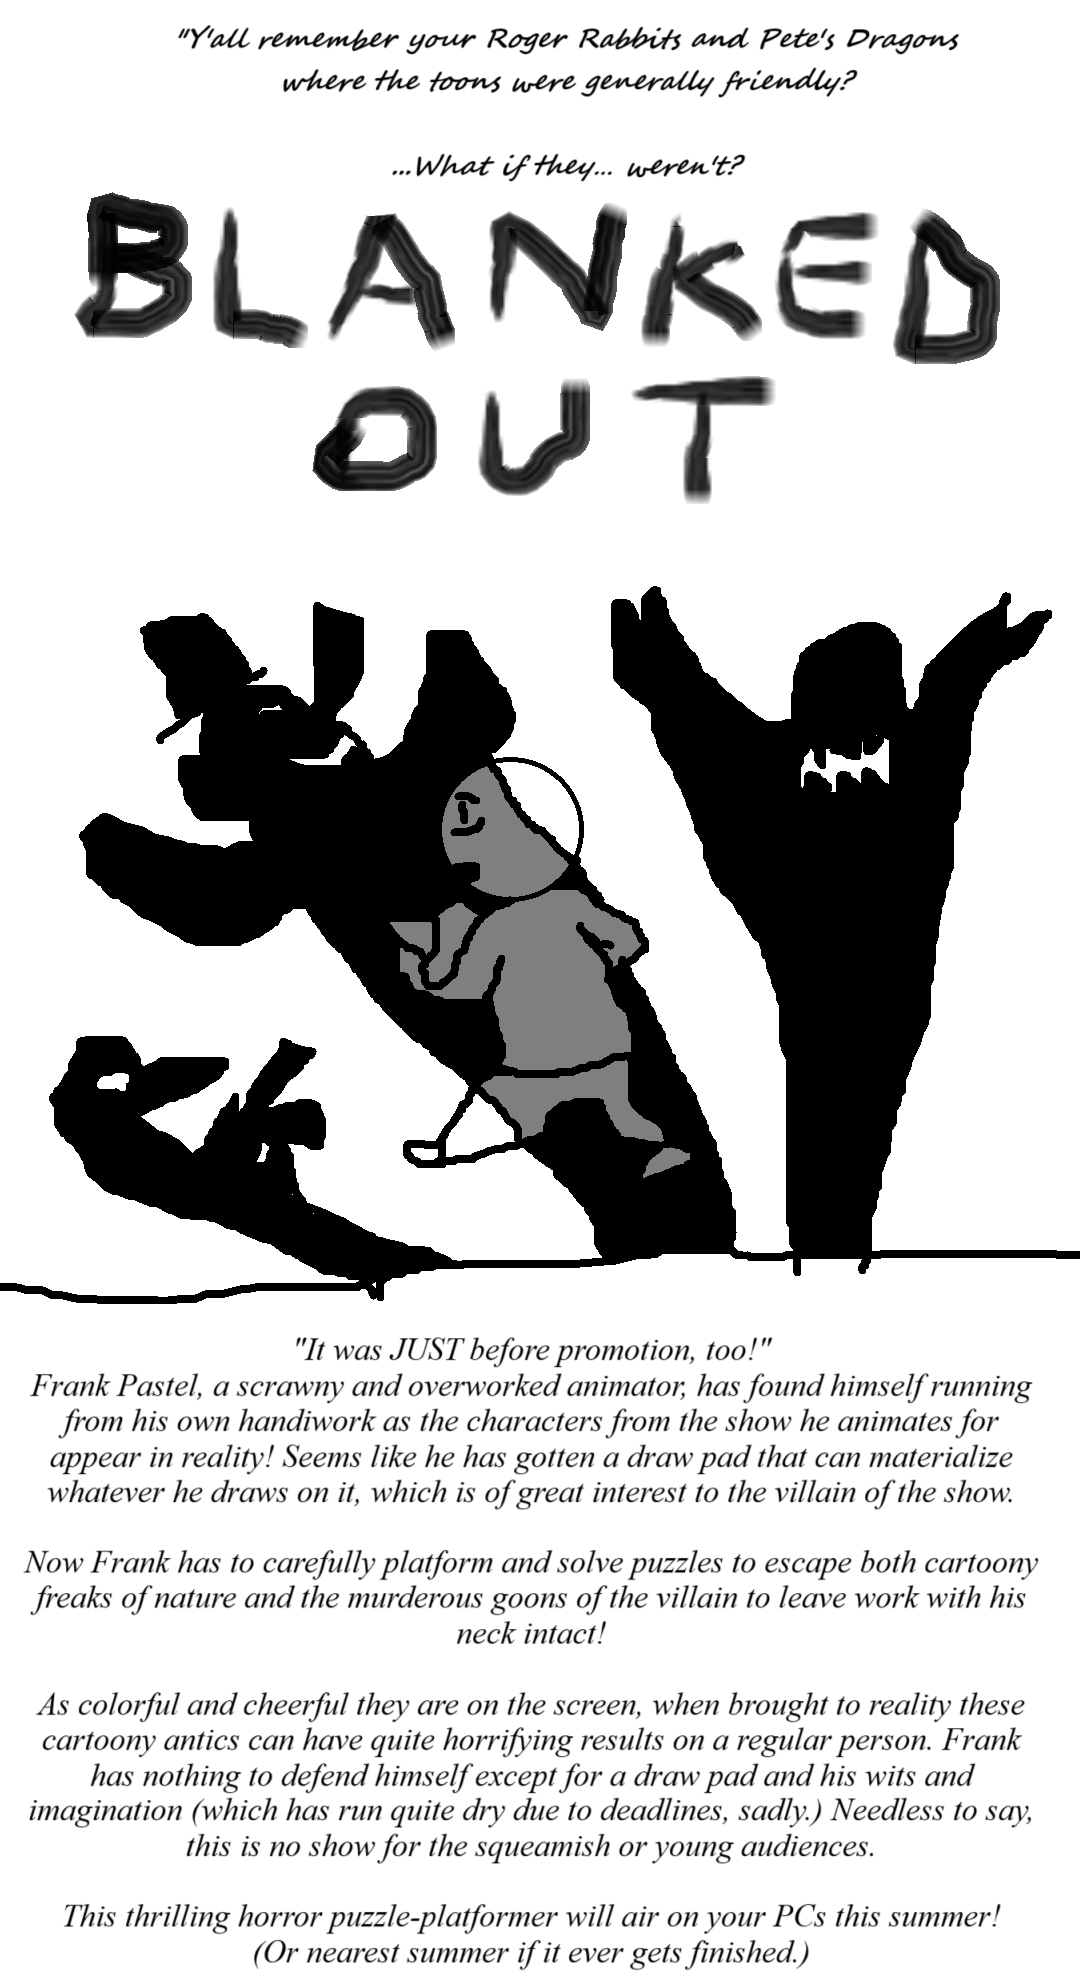 "Y'all remember your Roger Rabbits and Pete's Dragons
where the toons were generally friendly?
...What if they... weren't?
BLANKED
OUT
"It was JUST before promotion, too!"
Frank Pastel, a scrawny and overworked animator, has found himself running
from his own handiwork as the characters from the show he animates for
appear in reality! Seems like he has gotten a draw pad that can materialize
whatever he draws on it, which is of great interest to the villain of the show.
Now Frank has to carefully platform and solve puzzles to escape both cartoony
freaks of nature and the murderous goons of the villain to leave work with his
neck intact!
As colorful and cheerful they are on the screen, when brought to reality these
cartoony antics can have quite horrifying results on a regular person. Frank
has nothing to defend himself except for a draw pad and his wits and
imagination (which has run quite dry due to deadlines, sadly.) Needless to say,
this is no show for the squeamish or young audiences.
This thrilling horror puzzle-platformer will air on your PCs this summer!
(Or nearest summer if it ever gets finished.)